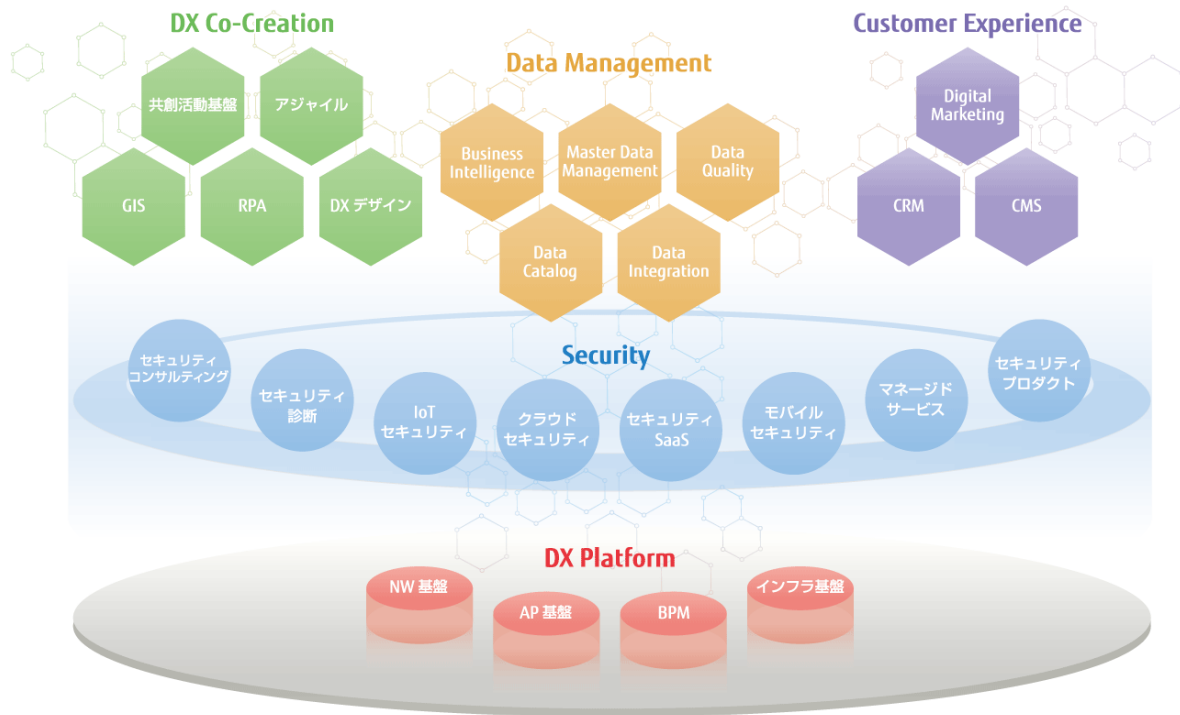 DX Co-Creation
共創活動基盤
アジャイル
GIS
RPA
DX デザイン
Data Management
Business
Intelligence
Master Data
Management
Data
Quality
Data
Catalog
Data
Integration
Customer Experience
Digital
Marketing
CRM
CMS
Security
セキュリティ
コンサルティング
セキュリティ
診断
IoT
セキュリティ
クラウド
セキュリティ
セキュリティ
SaaS
モバイル
セキュリティ
マネージド
サービス
セキュリティ
プロダクト
DX Platform
NW 基盤
AP 基盤
BPM
インフラ基盤